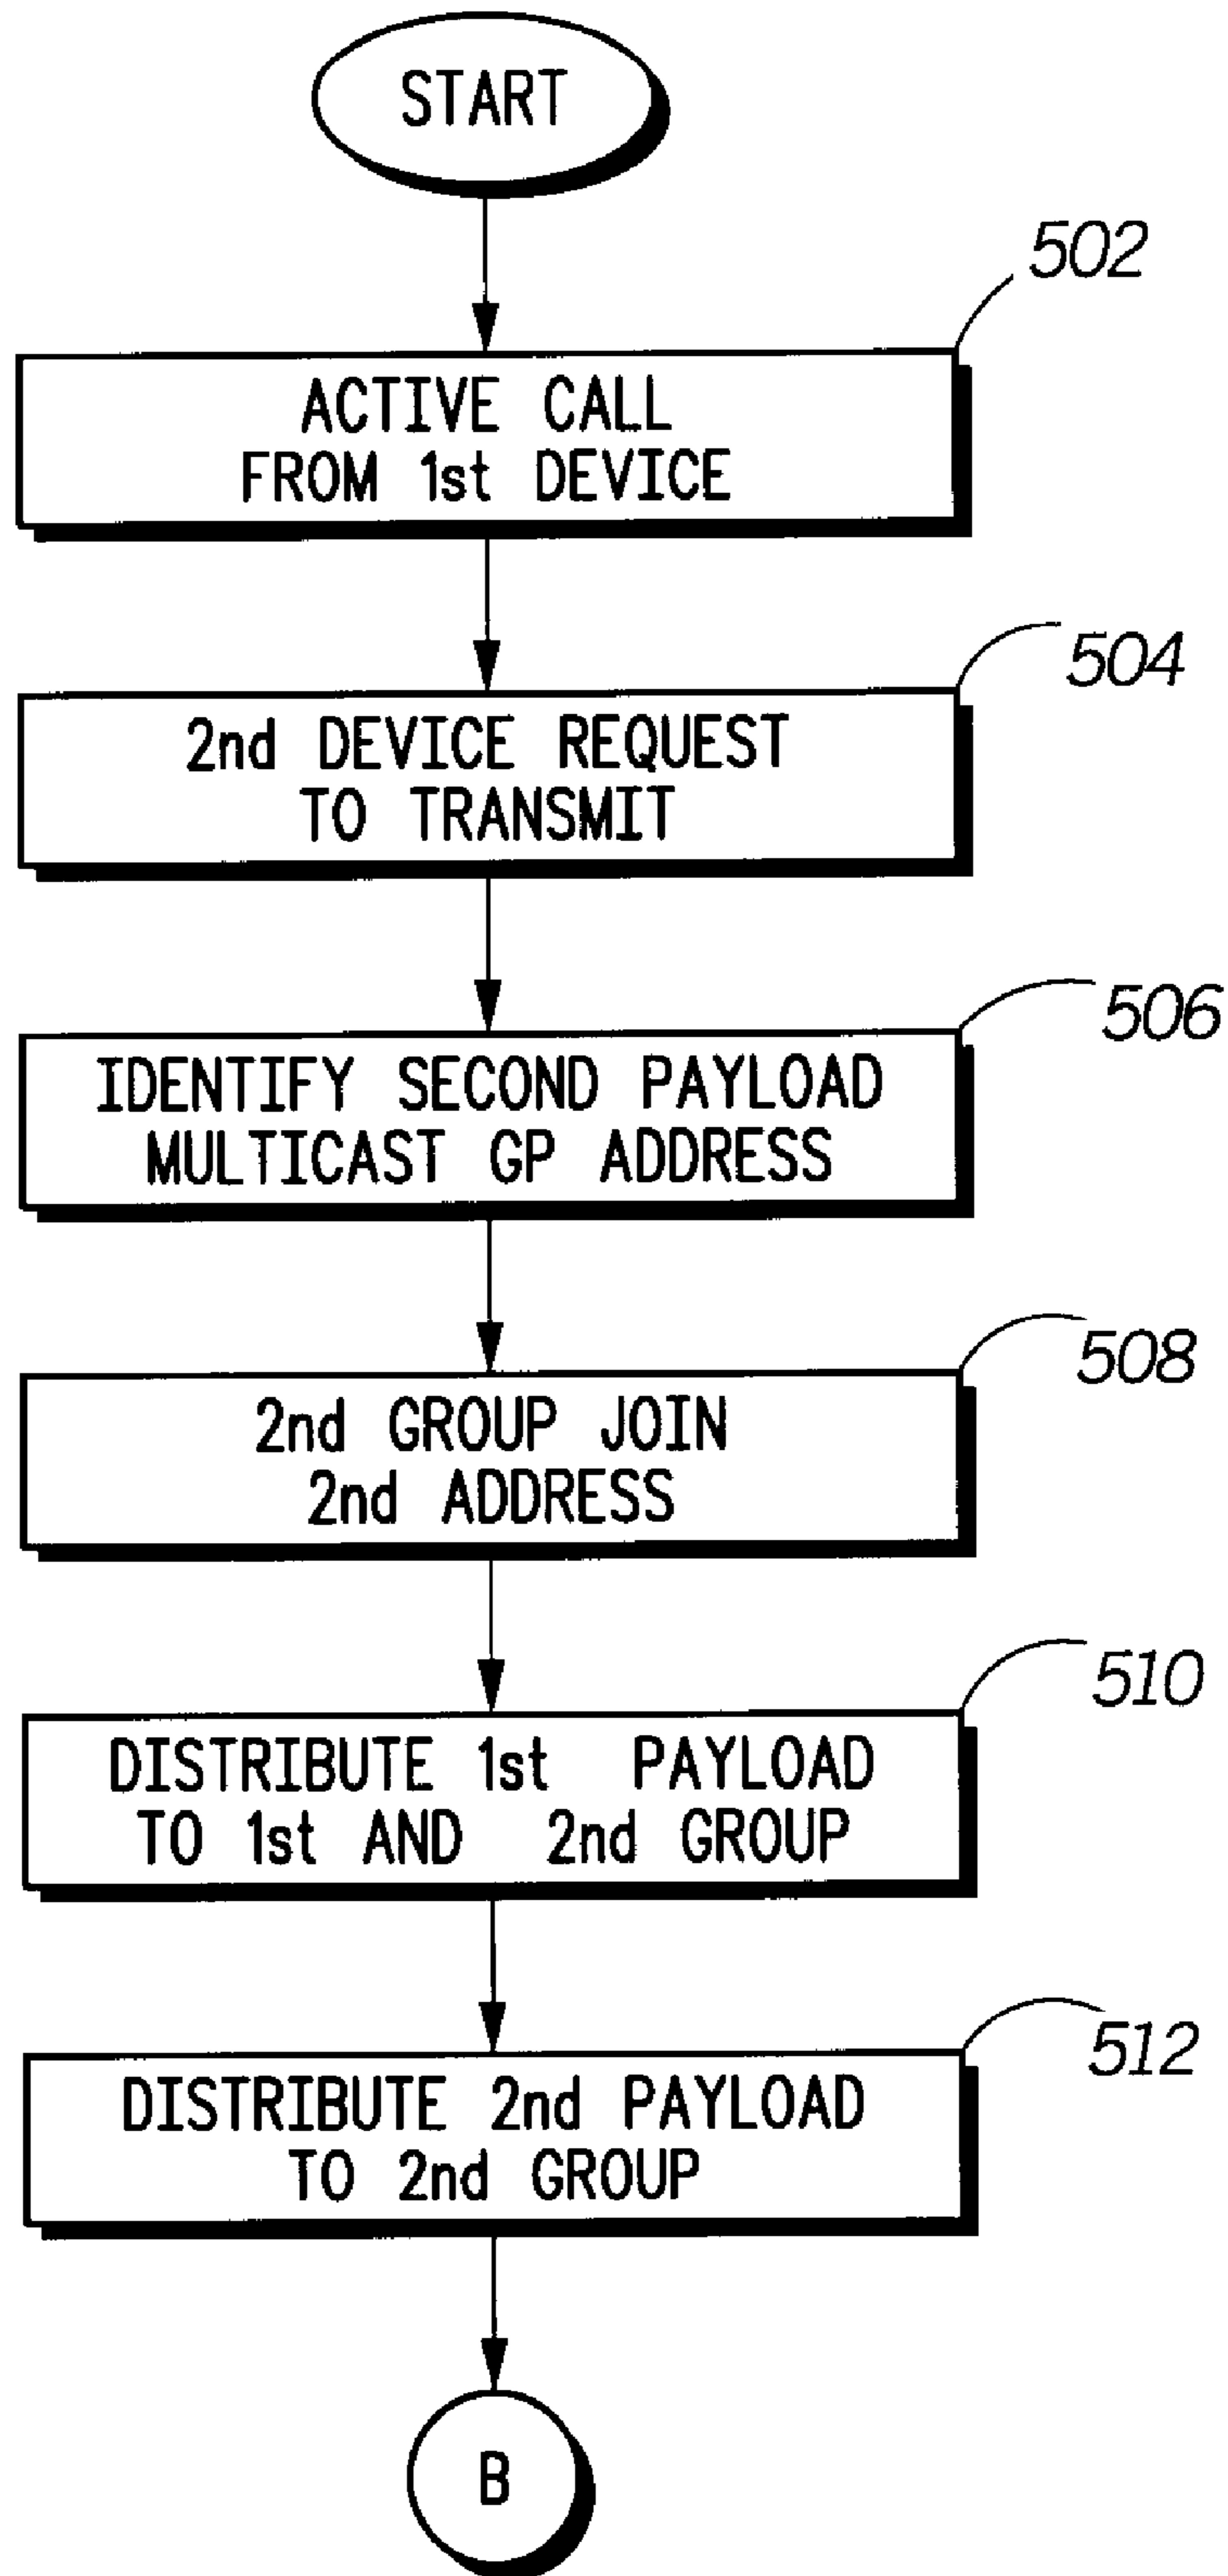 START
502
ACTIVE CALL
FROM 1st DEVICE
504
2nd DEVICE REQUEST
TO TRANSMIT
506
IDENTIFY SECOND PAYLOAD
MULTICAST GP ADDRESS
508
2nd GROUP JOIN
2nd ADDRESS
510
DISTRIBUTE 1st PAYLOAD
TO 1st AND 2nd GROUP
512
DISTRIBUTE 2nd PAYLOAD
TO 2nd GROUP
B